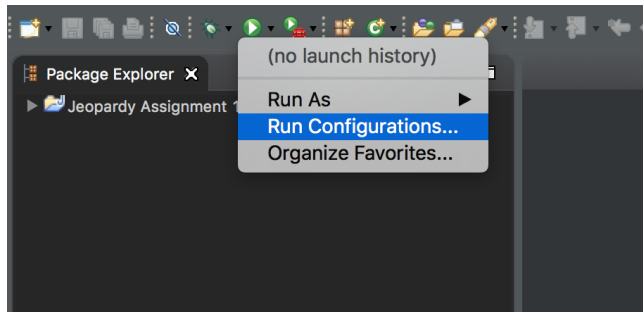 (no launch history)
Package Explorer
Run As
Jeopardy Assignment 1
Run Configurations...
Organize Favorites...